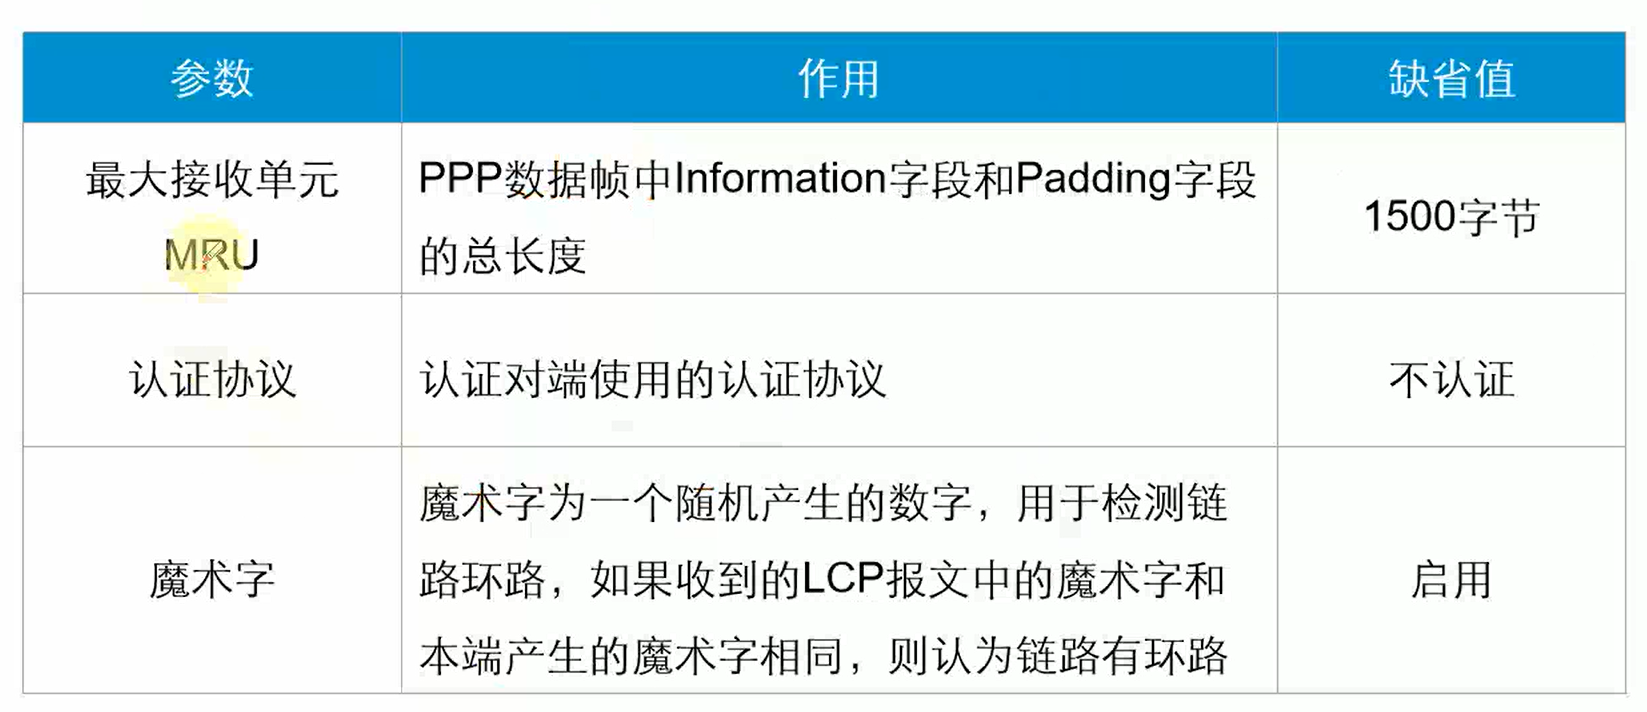 参数
作用
缺省值
最大接收单元
MRU
PPP数据帧中Information字段和Padding字段
的总长度
1500字节
认证协议
认证对端使用的认证协议
不认证
魔术字
魔术字为一个随机产生的数字，用于检测链
路环路，如果收到的LCP报文中的魔术字和
本端产生的魔术字相同，则认为链路有环路
启用